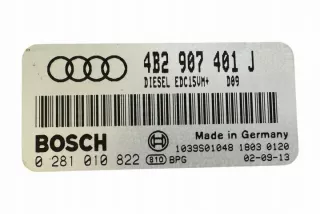 4B2 907 401 J
DIESEL EDC15VM+ D09
BOSCH
Made in Germany
1039S01048 1803 0120
0 281 010 822 810 BPG 02-09-13